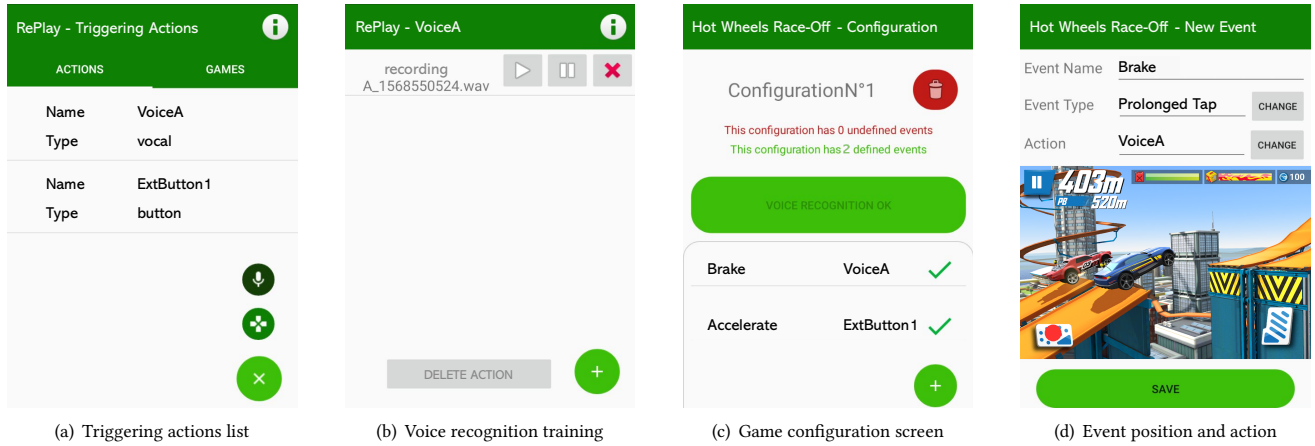 RePlay - Triggering Actions
ACTIONS GAMES
Name VoiceA
Type vocal
Name ExtButton1
Type button
(a) Triggering actions list
RePlay - VoiceA
recording
A_1568550524.wav
DELETE ACTION
(b) Voice recognition training
Hot Wheels Race-Off - Configuration
ConfigurationN°1
This configuration has 0 undefined events
This configuration has 2 defined events
VOICE RECOGNITION OK
Brake VoiceA
Accelerate ExtButton1
(c) Game configuration screen
Hot Wheels Race-Off - New Event
Event Name Brake
Event Type Prolonged Tap CHANGE
Action VoiceA CHANGE
403m
100
PB 520m
SAVE
(d) Event position and action